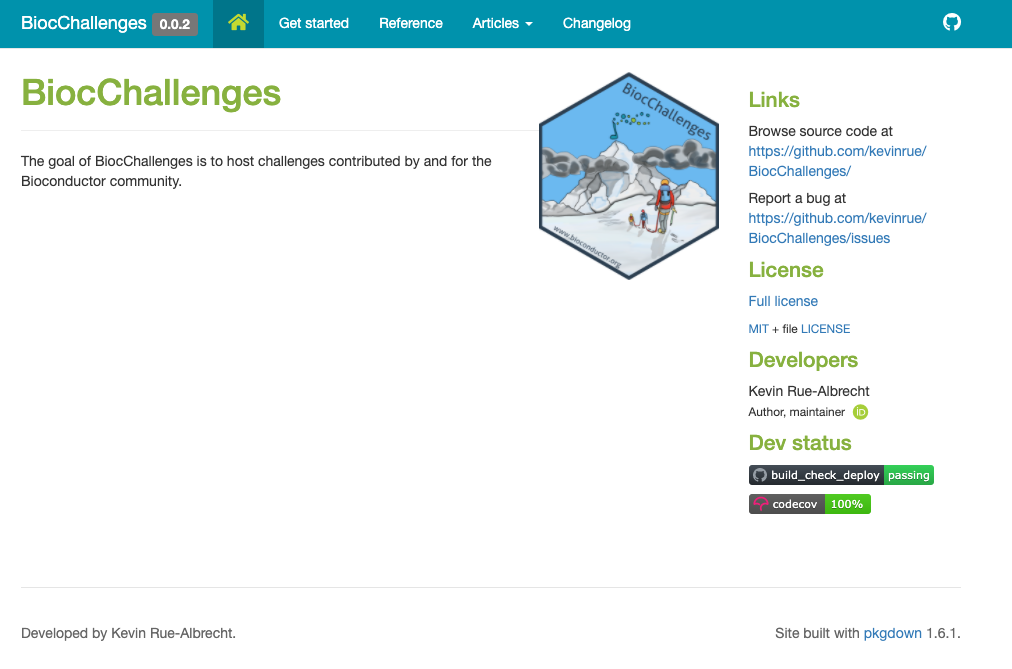 BiocChallenges 0.0.2 Get started Reference Articles Changelog
BiocChallenges
The goal of BiocChallenges is to host challenges contributed by and for the
Bioconductor community.
BiocChallenges
www.bioconductor.org
Links
Browse source code at
https://github.com/kevinrue/
BiocChallenges/
Report a bug at
https://github.com/kevinrue/
BiocChallenges/issues
License
Full license
MIT + file LICENSE
Developers
Kevin Rue-Albrecht
Author, maintainer iD
Dev status
build_check_deploy passing
codecov 100%
Developed by Kevin Rue-Albrecht.
Site built with pkgdown 1.6.1.